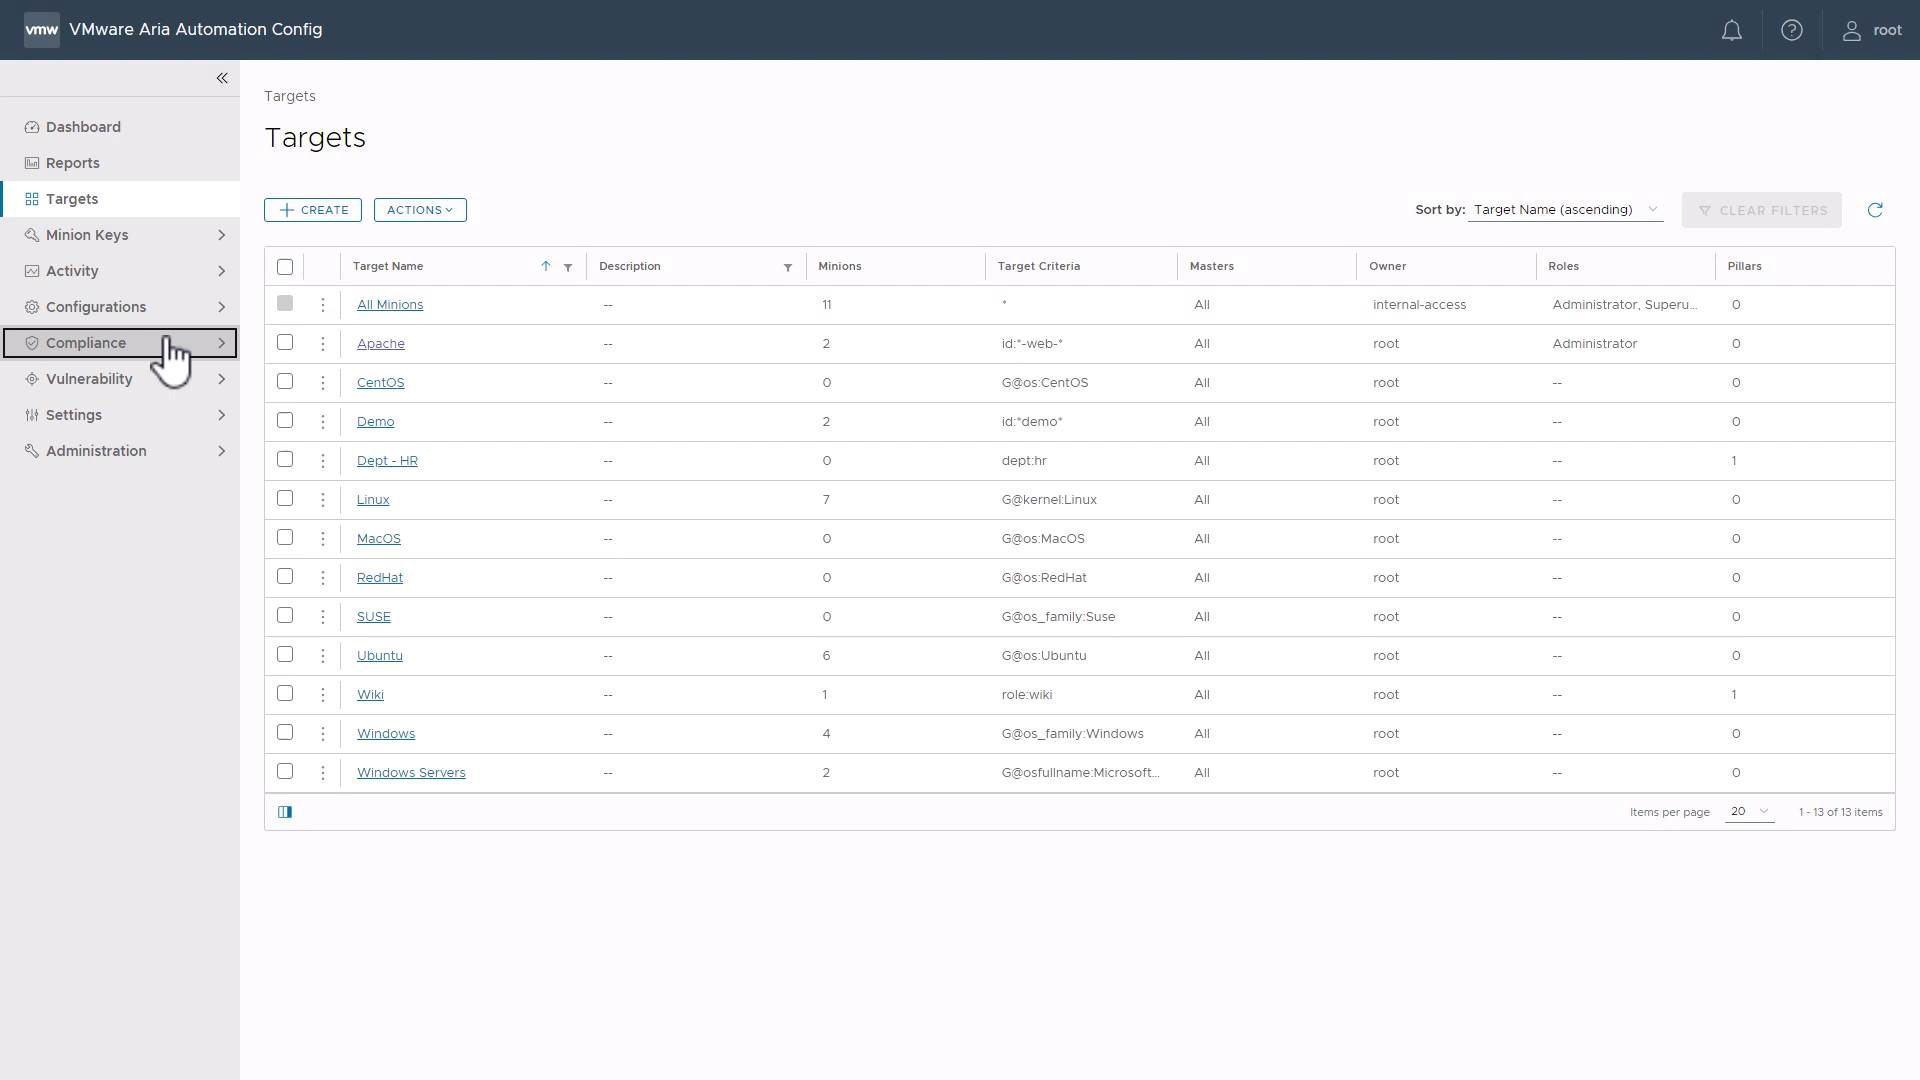 vmw VMware Aria Automation Config root
Dashboard
Reports
Targets
Minion Keys
Activity
Configurations
Compliance
Vulnerability
Settings
Administration
Targets
Targets
CREATE ACTIONS Sort by: Target Name (ascending) CLEAR FILTERS
Target Name Description Minions Target Criteria Masters Owner Roles Pillars
All Minions -- 11 * All internal-access Administrator, Superu... 0
Apache -- 2 id:*-web-* All root Administrator 0
CentOS -- 0 G@os:CentOS All root -- 0
Demo -- 2 id:*demo* All root -- 0
Dept - HR -- 0 dept:hr All root -- 1
Linux -- 7 G@kernel:Linux All root -- 0
MacOS -- 0 G@os:MacOS All root -- 0
RedHat -- 0 G@os:RedHat All root -- 0
SUSE -- 0 G@os_family:Suse All root -- 0
Ubuntu -- 6 G@os:Ubuntu All root -- 0
Wiki -- 1 role:wiki All root -- 1
Windows -- 4 G@os_family:Windows All root -- 0
Windows Servers -- 2 G@osfullname:Microsoft... All root -- 0
Items per page 20 1 - 13 of 13 items